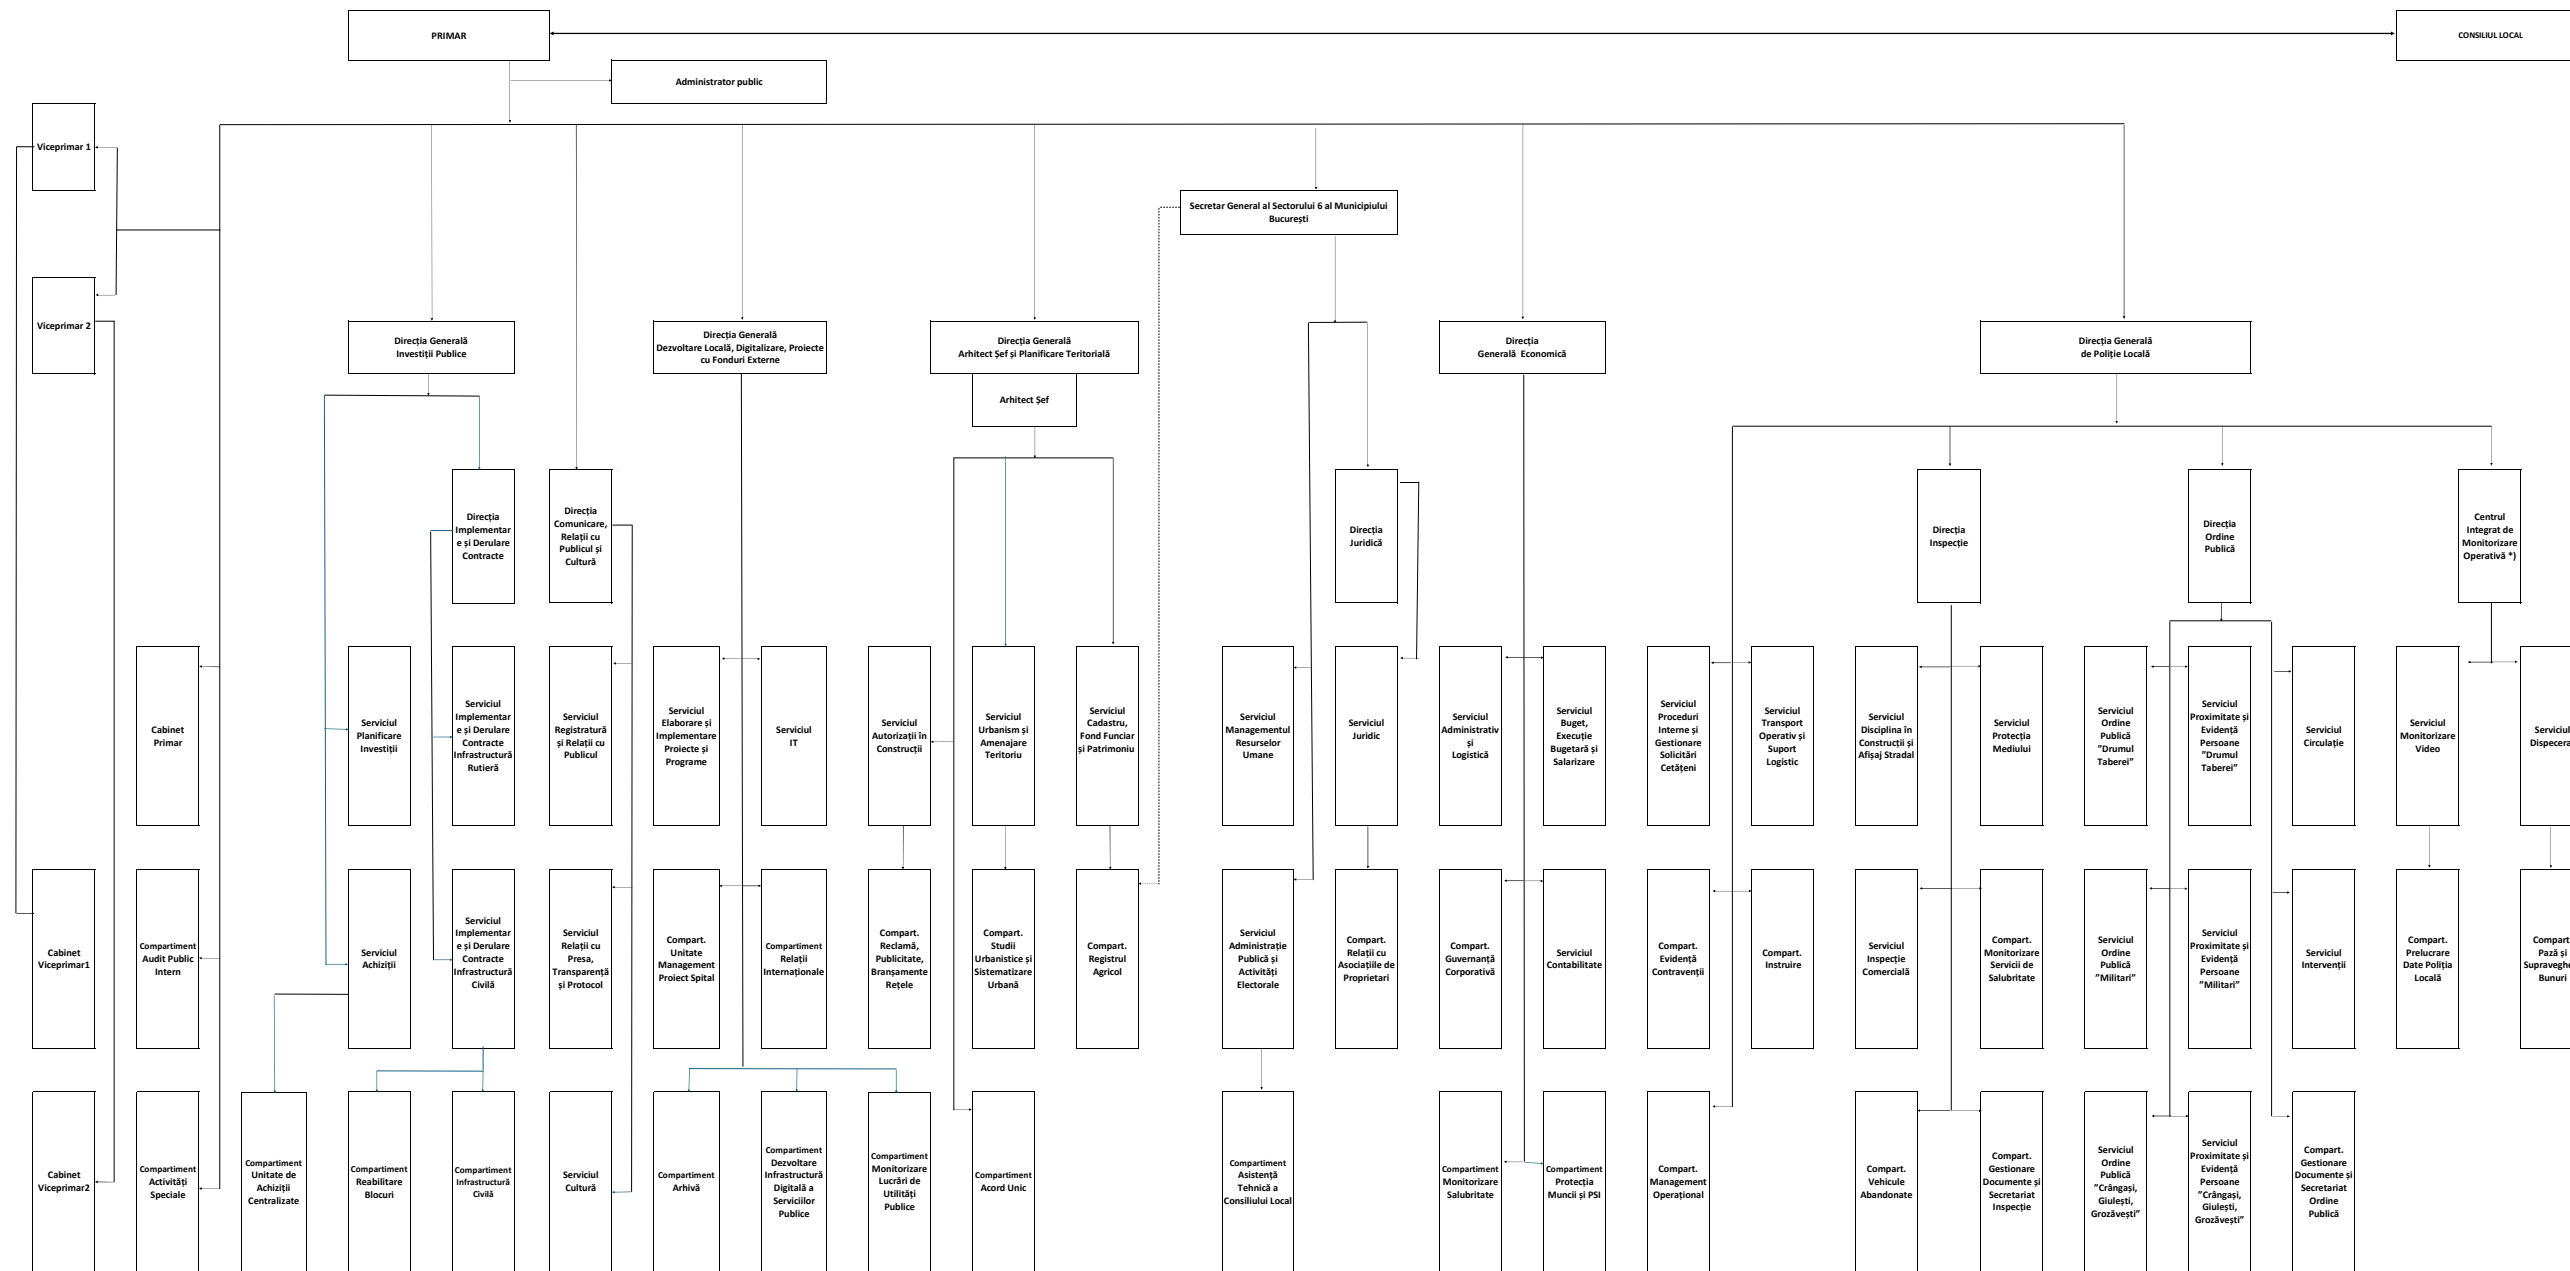 PRIMAR
CONSILIUL LOCAL
Administrator public
Viceprimar 1
Secretar General al Sectorului 6 al Municipiului
București
Viceprimar 2
Direcția Generală
Investiții Publice
Direcția Generală
Dezvoltare Locală, Digitalizare, Proiecte
cu Fonduri Externe
Direcția Generală
Arhitect Șef și Planificare Teritorială
Arhitect Șef
Direcția
Generală Economică
Direcția Generală
de Poliție Locală
Direcția
Implementar
e și Derulare
Contracte
Direcția
Comunicare,
Relații cu
Publicul și
Cultură
Direcția
Juridică
Direcția
Inspecție
Direcția
Ordine
Publică
Centrul
Integrat de
Monitorizare
Operativă *)
Cabinet
Primar
Serviciul
Planificare
Investiții
Serviciul
Implementar
e și Derulare
Contracte
Infrastructură
Rutieră
Serviciul
Registratură
și Relații cu
Publicul
Serviciul
Elaborare și
Implementare
Proiecte și
Programe
Serviciul
IT
Serviciul
Autorizații în
Construcții
Serviciul
Urbanism și
Amenajare
Teritoriu
Serviciul
Cadastru,
Fond Funciar
și Patrimoniu
Serviciul
Managementul
Resurselor
Umane
Serviciul
Juridic
Serviciul
Administrativ
și
Logistică
Serviciul
Buget,
Execuție
Bugetară și
Salarizare
Serviciul
Proceduri
Interne și
Gestionare
Solicitări
Cetățeni
Serviciul
Transport
Operativ și
Suport
Logistic
Serviciul
Disciplina în
Construcții și
Afișaj Stradal
Serviciul
Protecția
Mediului
Serviciul
Ordine
Publică
”Drumul
Taberei”
Serviciul
Proximitate și
Evidență
Persoane
”Drumul
Taberei”
Serviciul
Circulație
Serviciul
Monitorizare
Video
Serviciul
Dispecera
Cabinet
Viceprimar1
Compartiment
Audit Public
Intern
Serviciul
Achiziții
Serviciul
Implementar
e și Derulare
Contracte
Infrastructură
Civilă
Serviciul
Relații cu
Presa,
Transparență
și Protocol
Compart.
Unitate
Management
Proiect Spital
Compartiment
Relații
Internaționale
Compart.
Reclamă,
Publicitate,
Branșamente
Rețele
Compart.
Studii
Urbanistice și
Sistematizare
Urbană
Compart.
Registrul
Agricol
Serviciul
Administrație
Publică și
Activități
Electorale
Compart.
Relații cu
Asociațiile de
Proprietari
Compart.
Guvernanță
Corporativă
Serviciul
Contabilitate
Compart.
Evidență
Contravenții
Compart.
Instruire
Serviciul
Inspecție
Comercială
Compart.
Monitorizare
Servicii de
Salubritate
Serviciul
Ordine
Publică
”Militari”
Serviciul
Proximitate și
Evidență
Persoane
”Militari”
Serviciul
Intervenții
Compart.
Prelucrare
Date Poliția
Locală
Compart
Pază și
Supraveghe
Bunuri
Cabinet
Viceprimar2
Compartiment
Activități
Speciale
Compartiment
Unitate de
Achiziții
Centralizate
Compartiment
Reabilitare
Blocuri
Compartiment
Infrastructură
Civilă
Serviciul
Cultură
Compartiment
Arhivă
Compartiment
Dezvoltare
Infrastructură
Digitală a
Serviciilor
Publice
Compartiment
Monitorizare
Lucrări de
Utilități
Publice
Compartiment
Acord Unic
Compartiment
Asistență
Tehnică a
Consiliului Local
Compartiment
Monitorizare
Salubritate
Compartiment
Protecția
Muncii și PSI
Compart.
Management
Operațional
Compart.
Vehicule
Abandonate
Compart.
Gestionare
Documente și
Secretariat
Inspecție
Serviciul
Ordine
Publică
”Crângași,
Giulești,
Grozăvești”
Serviciul
Proximitate și
Evidență
Persoane
”Crângași,
Giulești,
Grozăvești”
Compart.
Gestionare
Documente și
Secretariat
Ordine
Publică